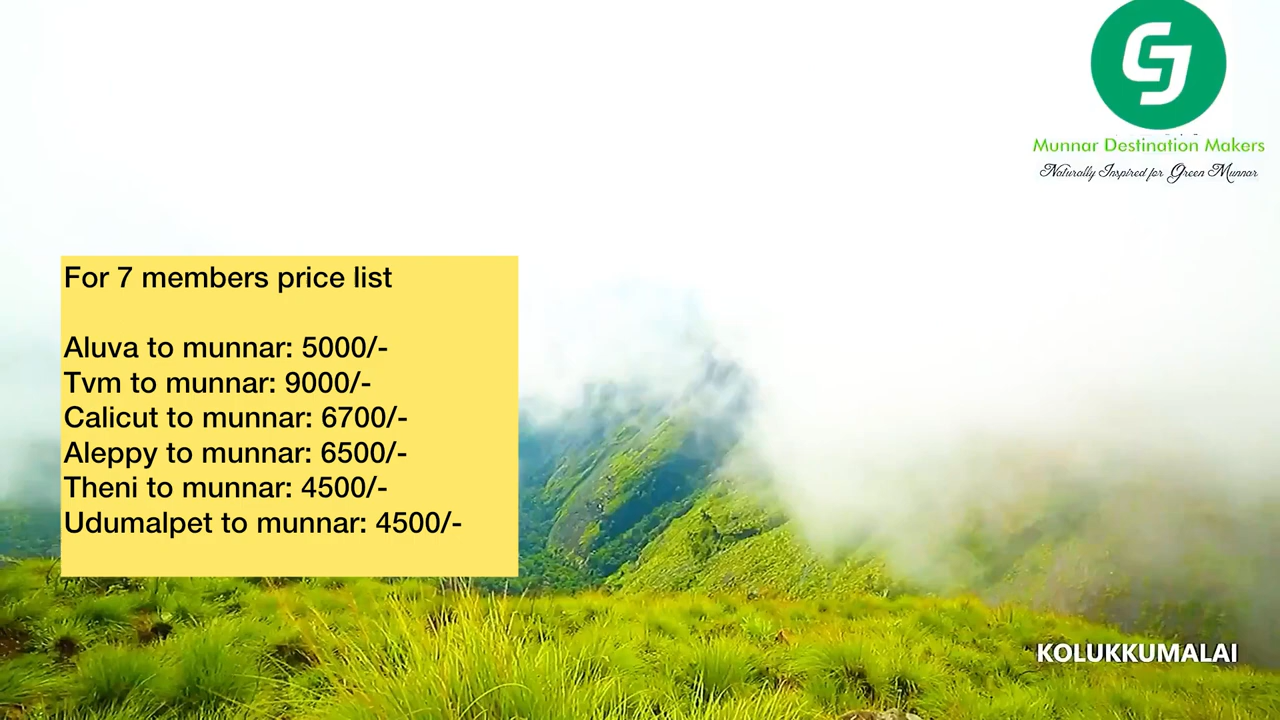 GJ
Munnar Destination Makers
Naturally Inspired for Green Munnar
For 7 members price list
Aluva to munnar: 5000/-
Tvm to munnar: 9000/-
Calicut to munnar: 6700/-
Aleppy to munnar: 6500/-
Theni to munnar: 4500/-
Udumalpet to munnar: 4500/-
KOLUKKUMALAI